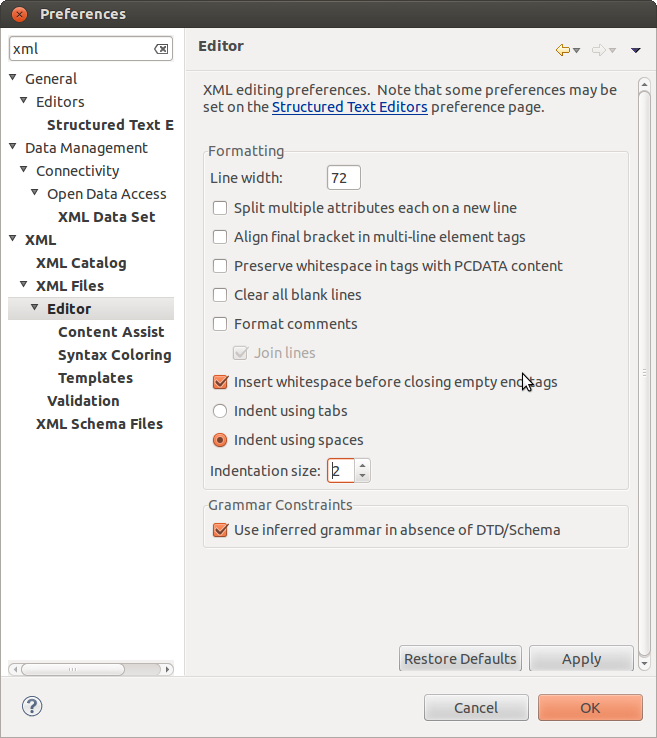 Preferences
xml
General
Editors
Structured Text E
Data Management
Connectivity
Open Data Access
XML Data Set
XML
XML Catalog
XML Files
Editor
Content Assist
Syntax Coloring
Templates
Validation
XML Schema Files
Editor
XML editing preferences.  Note that some preferences may be
set on the Structured Text Editors preference page.
Formatting
Line width: 72
Split multiple attributes each on a new line
Align final bracket in multi-line element tags
Preserve whitespace in tags with PCDATA content
Clear all blank lines
Format comments
Join lines
Insert whitespace before closing empty end tags
Indent using tabs
Indent using spaces
Indentation size: 2
Grammar Constraints
Use inferred grammar in absence of DTD/Schema
Restore Defaults Apply
? Cancel OK